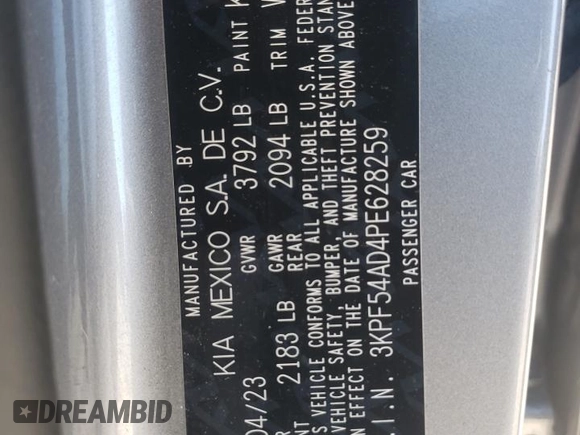 MANUFACTURED BY
KIA MEXICO S.A. DE C.V.
04/23 GVWR 3792 LB PAINT
2183 LB GAWR REAR 2094 LB TRIM
VEHICLE CONFORMS TO ALL APPLICABLE U.S.A. FEDER
VEHICLE SAFETY, BUMPER, AND THEFT PREVENTION STAN
EFFECT ON THE DATE OF MANUFACTURE SHOWN ABOVE
I.N. 3KPF54AD4PE628259
PASSENGER CAR
DREAMBID